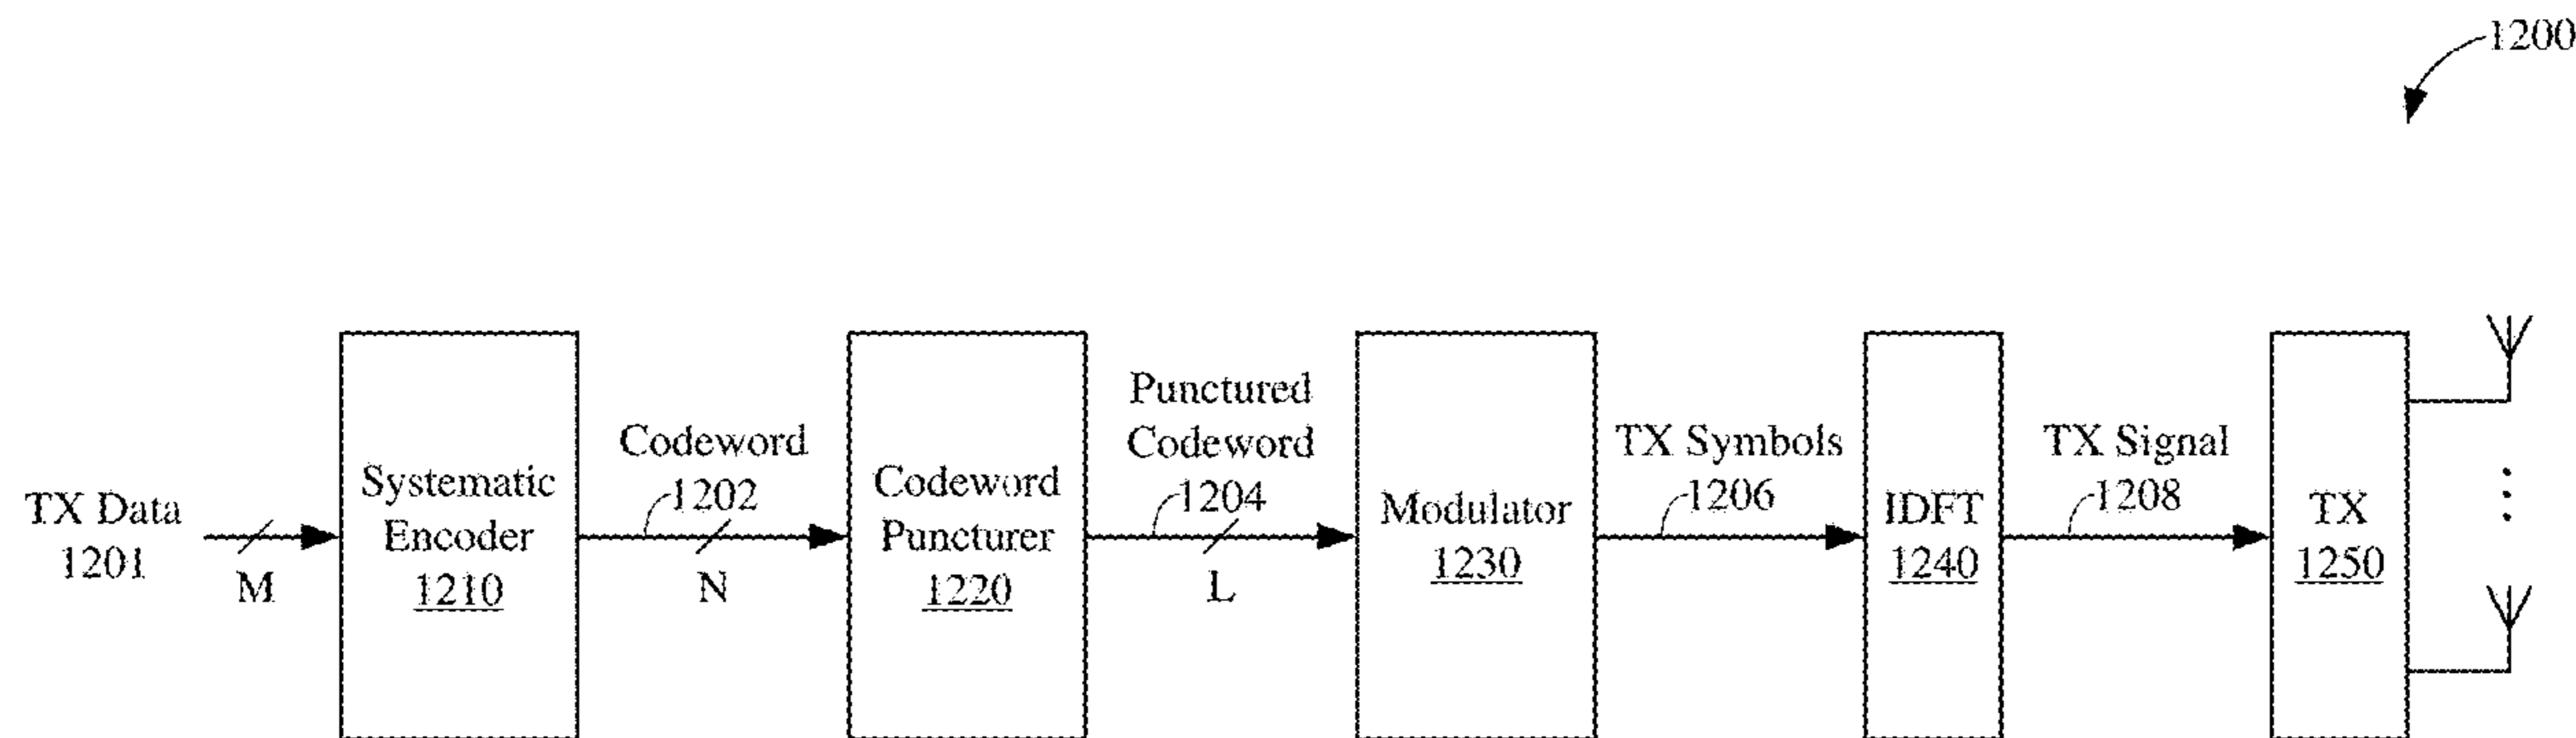 1200
TX Data
1201
M
Systematic
Encoder
1210
Codeword
1202
N
Codeword
Puncturer
1220
Punctured
Codeword
1204
L
Modulator
1230
TX Symbols
1206
IDFT
1240
TX Signal
1208
TX
1250